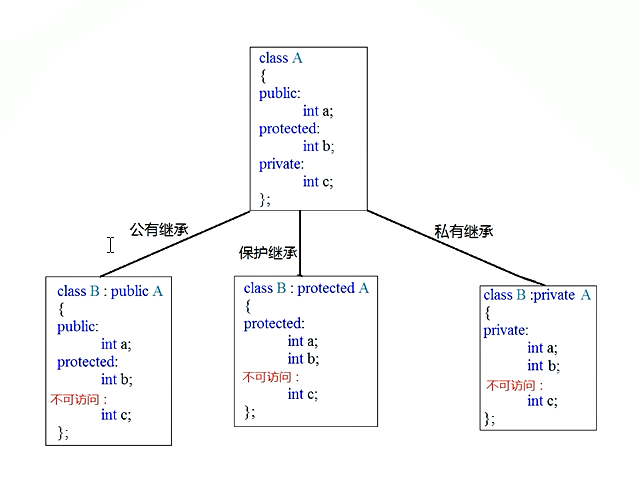 class A
{
public:
int a;
protected:
int b;
private:
int c;
};
公有继承
保护继承
私有继承
class B : public A
{
public:
int a;
protected:
int b;
不可访问：
int c;
};
class B : protected A
{
protected:
int a;
int b;
不可访问：
int c;
};
class B :private A
{
private:
int a;
int b;
不可访问：
int c;
};